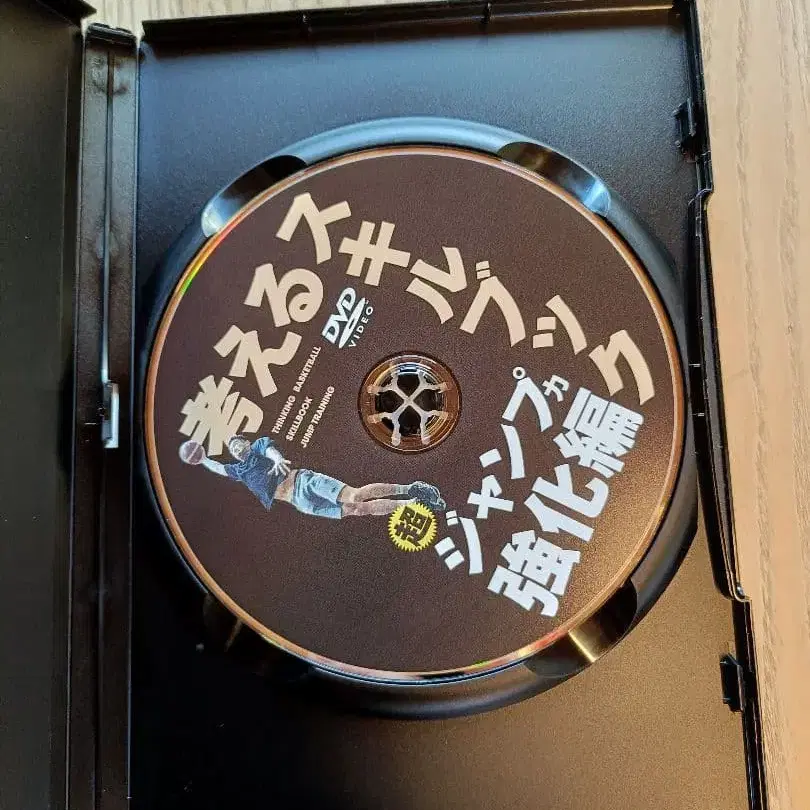 考えるスキルブック
DVD
VIDEO
THINKING BASKETBALL
SKILLBOOK
JUMP TRAINING
超
ジャンプ力
強化編